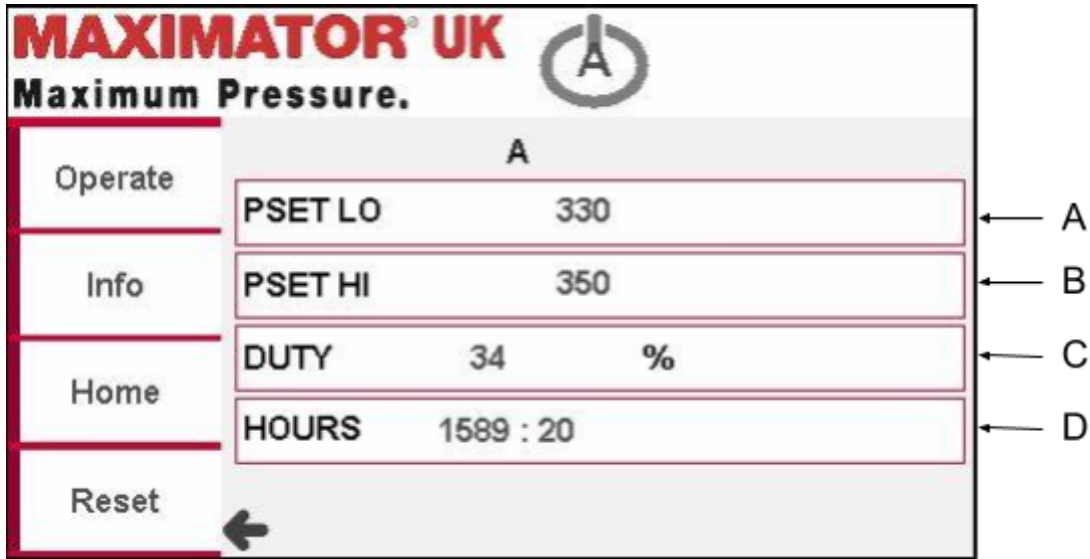 MAXIMATOR® UK
A
Maximum Pressure.
Operate
Info
Home
Reset
A
PSET LO 330
PSET HI 350
DUTY 34 %
HOURS 1589 : 20
A
B
C
D